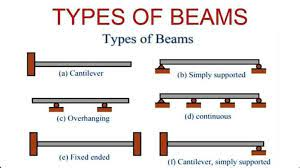 TYPES OF BEAMS
Types of Beams
(a) Cantilever
(b) Simply supported
(c) Overhanging
(d) continuous
(e) Fixed ended
(f) Cantilever, simply supported